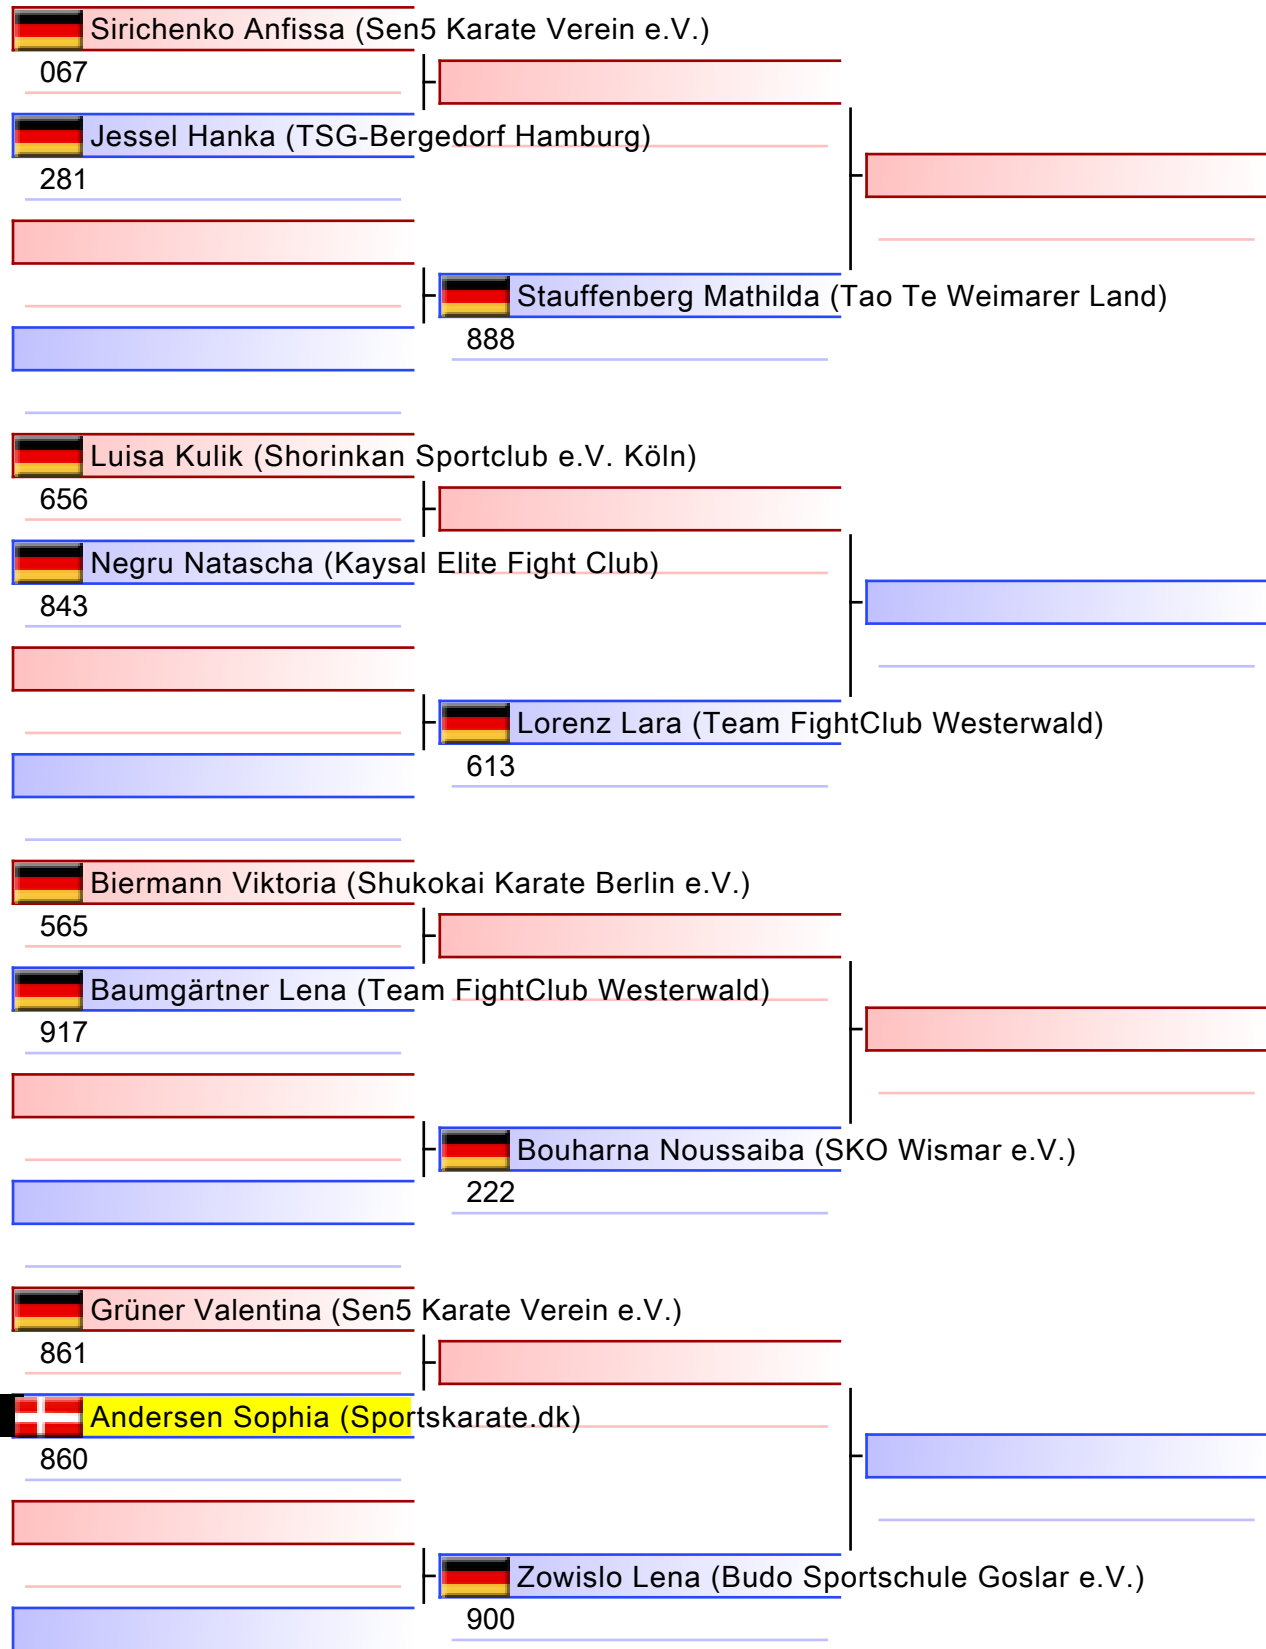 Sirichenko Anfissa (Sen5 Karate Verein e.V.)
067
Jessel Hanka (TSG-Bergedorf Hamburg)
281
Stauffenberg Mathilda (Tao Te Weimarer Land)
888
Luisa Kulik (Shorinkan Sportclub e.V. Köln)
656
Negru Natascha (Kaysal Elite Fight Club)
843
Lorenz Lara (Team FightClub Westerwald)
613
Biermann Viktoria (Shukokai Karate Berlin e.V.)
565
Baumgärtner Lena (Team FightClub Westerwald)
917
Bouharna Noussaiba (SKO Wismar e.V.)
222
Grüner Valentina (Sen5 Karate Verein e.V.)
861
Andersen Sophia (Sportskarate.dk)
860
Zowislo Lena (Budo Sportschule Goslar e.V.)
900